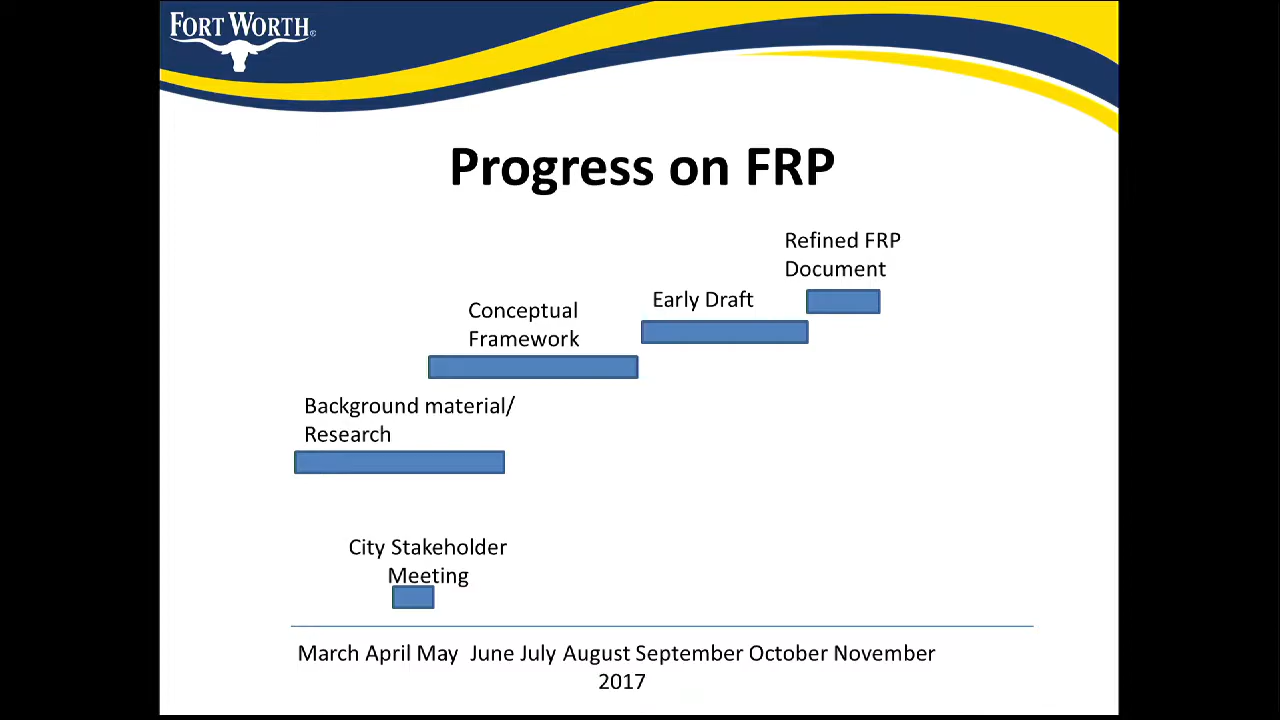 FORT WORTH®
Progress on FRP
Refined FRP
Document
Early Draft
Conceptual
Framework
Background material/
Research
City Stakeholder
Meeting
March April May  June July August September October November
2017